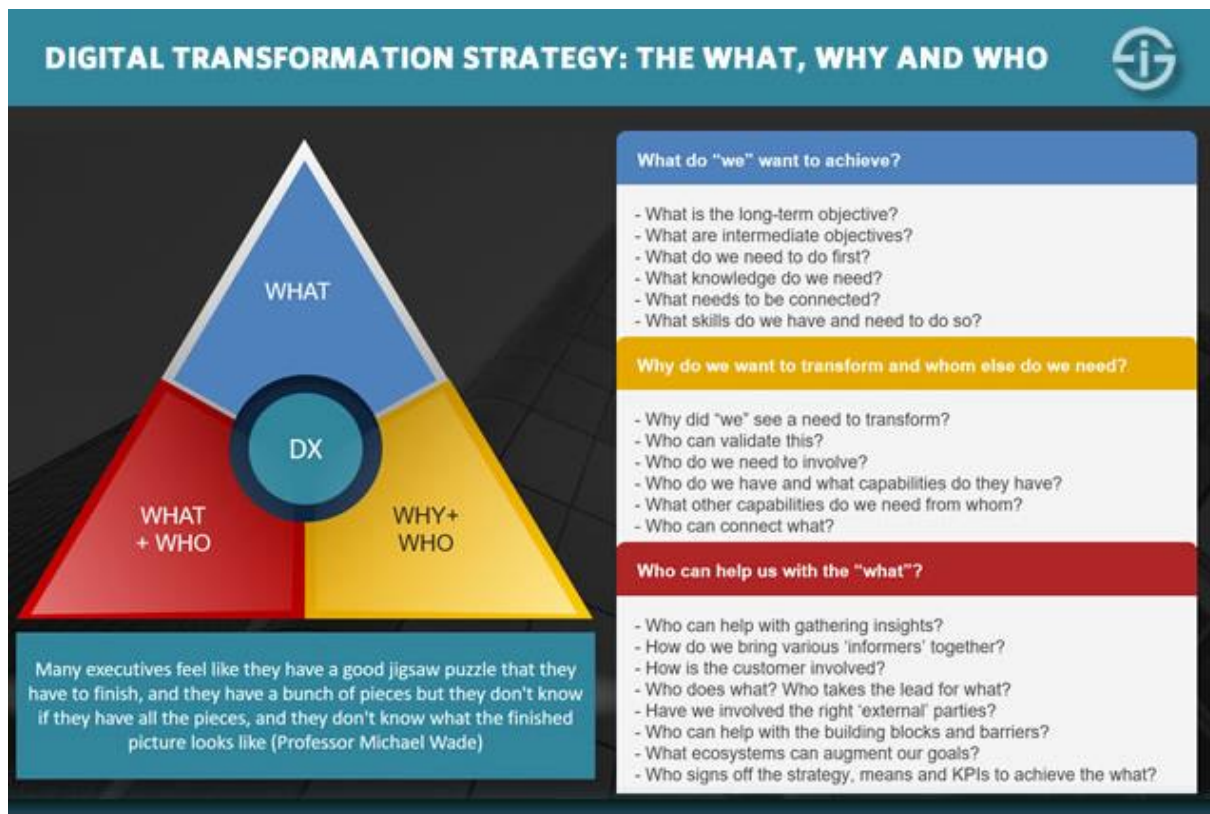 DIGITAL TRANSFORMATION STRATEGY: THE WHAT, WHY AND WHO
WHAT
DX
WHAT
+ WHO
WHY+
WHO
Many executives feel like they have a good jigsaw puzzle that they
have to finish, and they have a bunch of pieces but they don't know
if they have all the pieces, and they don't know what the finished
picture looks like (Professor Michael Wade)
What do “we” want to achieve?
- What is the long-term objective?
- What are intermediate objectives?
- What do we need to do first?
- What knowledge do we need?
- What needs to be connected?
- What skills do we have and need to do so?
Why do we want to transform and whom else do we need?
- Why did “we” see a need to transform?
- Who can validate this?
- Who do we need to involve?
- Who do we have and what capabilities do they have?
- What other capabilities do we need from whom?
- Who can connect what?
Who can help us with the “what”?
- Who can help with gathering insights?
- How do we bring various ‘informers’ together?
- How is the customer involved?
- Who does what? Who takes the lead for what?
- Have we involved the right ‘external’ parties?
- Who can help with the building blocks and barriers?
- What ecosystems can augment our goals?
- Who signs off the strategy, means and KPIs to achieve the what?